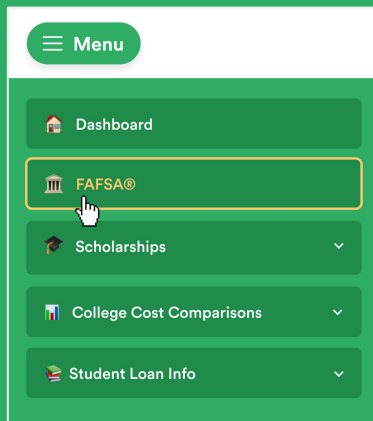 Menu
Dashboard
FAFSA®
Scholarships
College Cost Comparisons
Student Loan Info